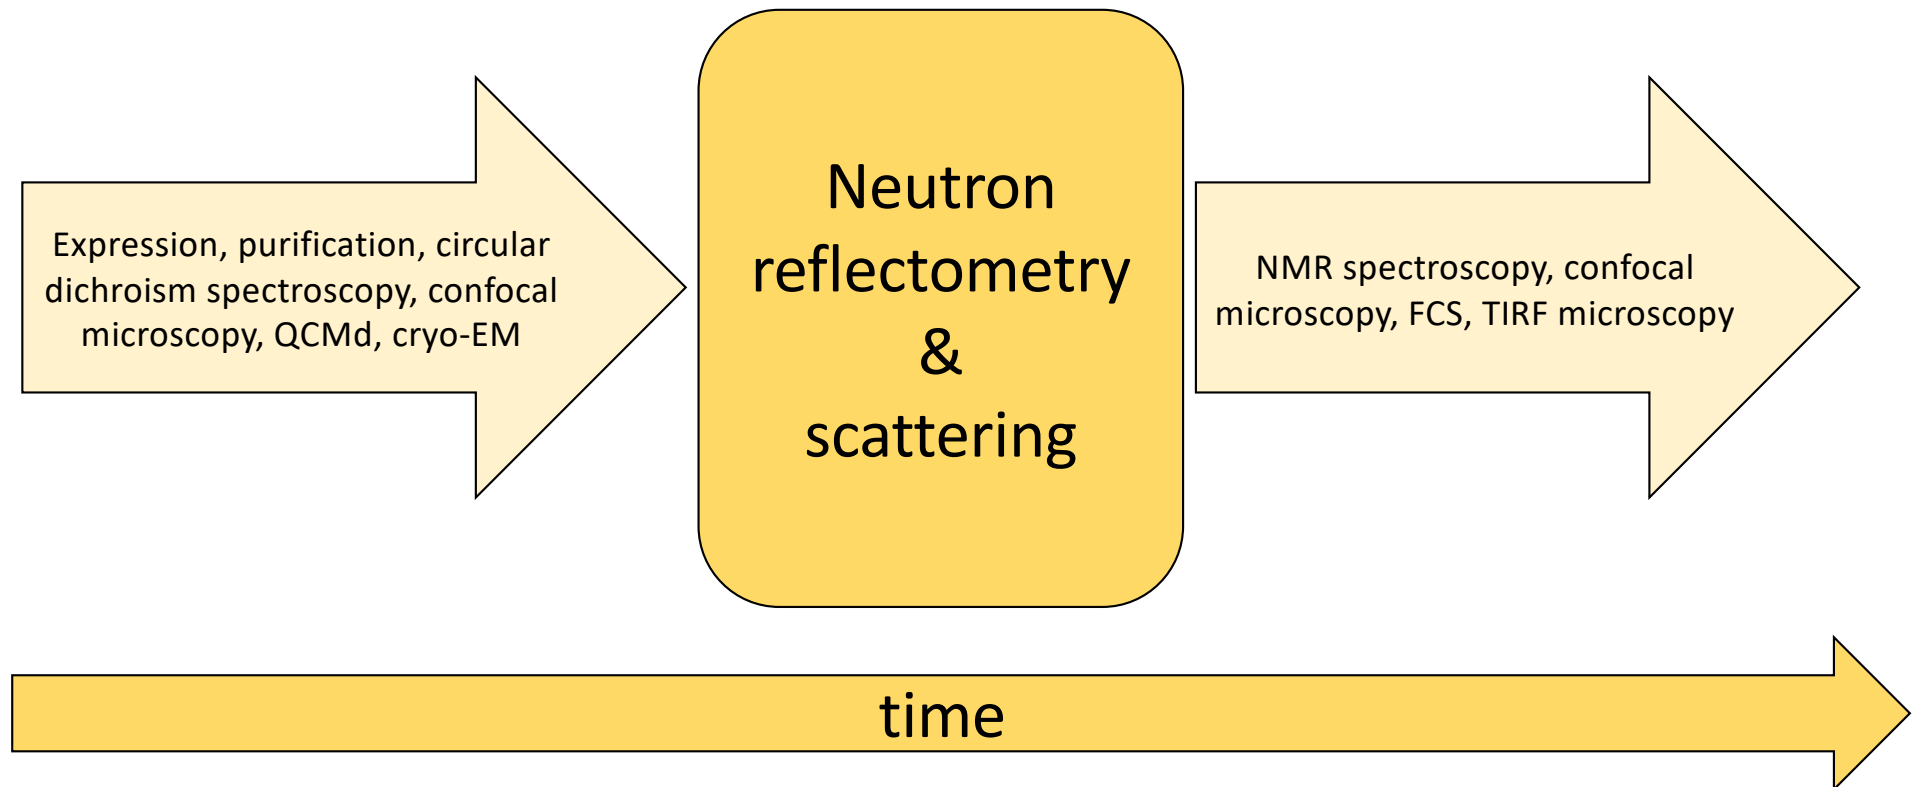 Expression, purification, circular
dichroism spectroscopy, confocal
microscopy, QCMd, cryo-EM
Neutron
reflectometry
&
scattering
NMR spectroscopy, confocal
microscopy, FCS, TIRF microscopy
time